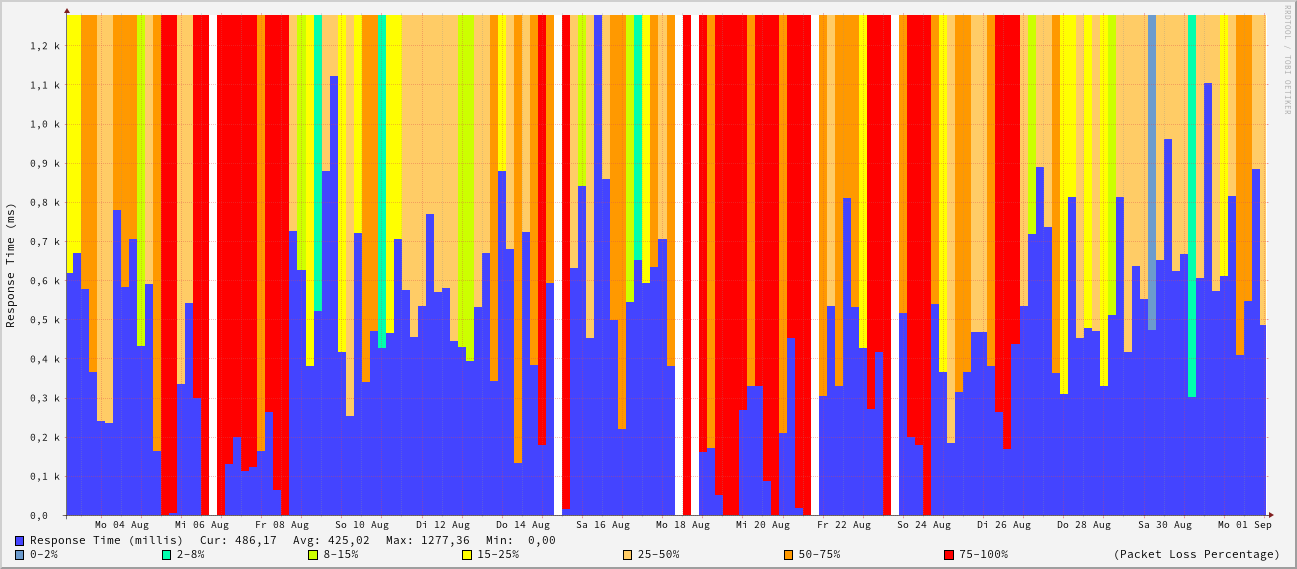 RRDTOOL / TOBI OETIKER
Response Time (ms)
1,2 k
1,1 k
1,0 k
0,9 k
0,8 k
0,7 k
0,6 k
0,5 k
0,4 k
0,3 k
0,2 k
0,1 k
0,0
Mo 04 Aug Mi 06 Aug Fr 08 Aug So 10 Aug Di 12 Aug Do 14 Aug Sa 16 Aug Mo 18 Aug Mi 20 Aug Fr 22 Aug So 24 Aug Di 26 Aug Do 28 Aug Sa 30 Aug Mo 01 Sep
Response Time (millis) Cur: 486,17 Avg: 425,02 Max: 1277,36 Min: 0,00
0-2% 2-8% 8-15% 15-25% 25-50% 50-75% 75-100% (Packet Loss Percentage)